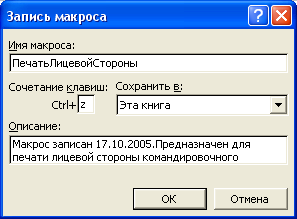 Запись макроса
Имя макроса:
ПечатьЛицевойСтороны
Сочетание клавиш: Сохранить в:
Ctrl+ z Эта книга
Описание:
Макрос записан 17.10.2005.Предназначен для
печати лицевой стороны командировочного
ОК Отмена